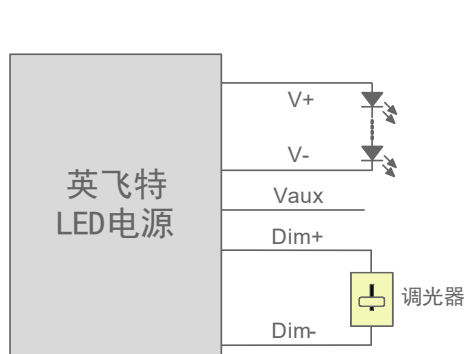 V+
V-
英飞特
LED电源
Vaux
Dim+
调光器
Dim-